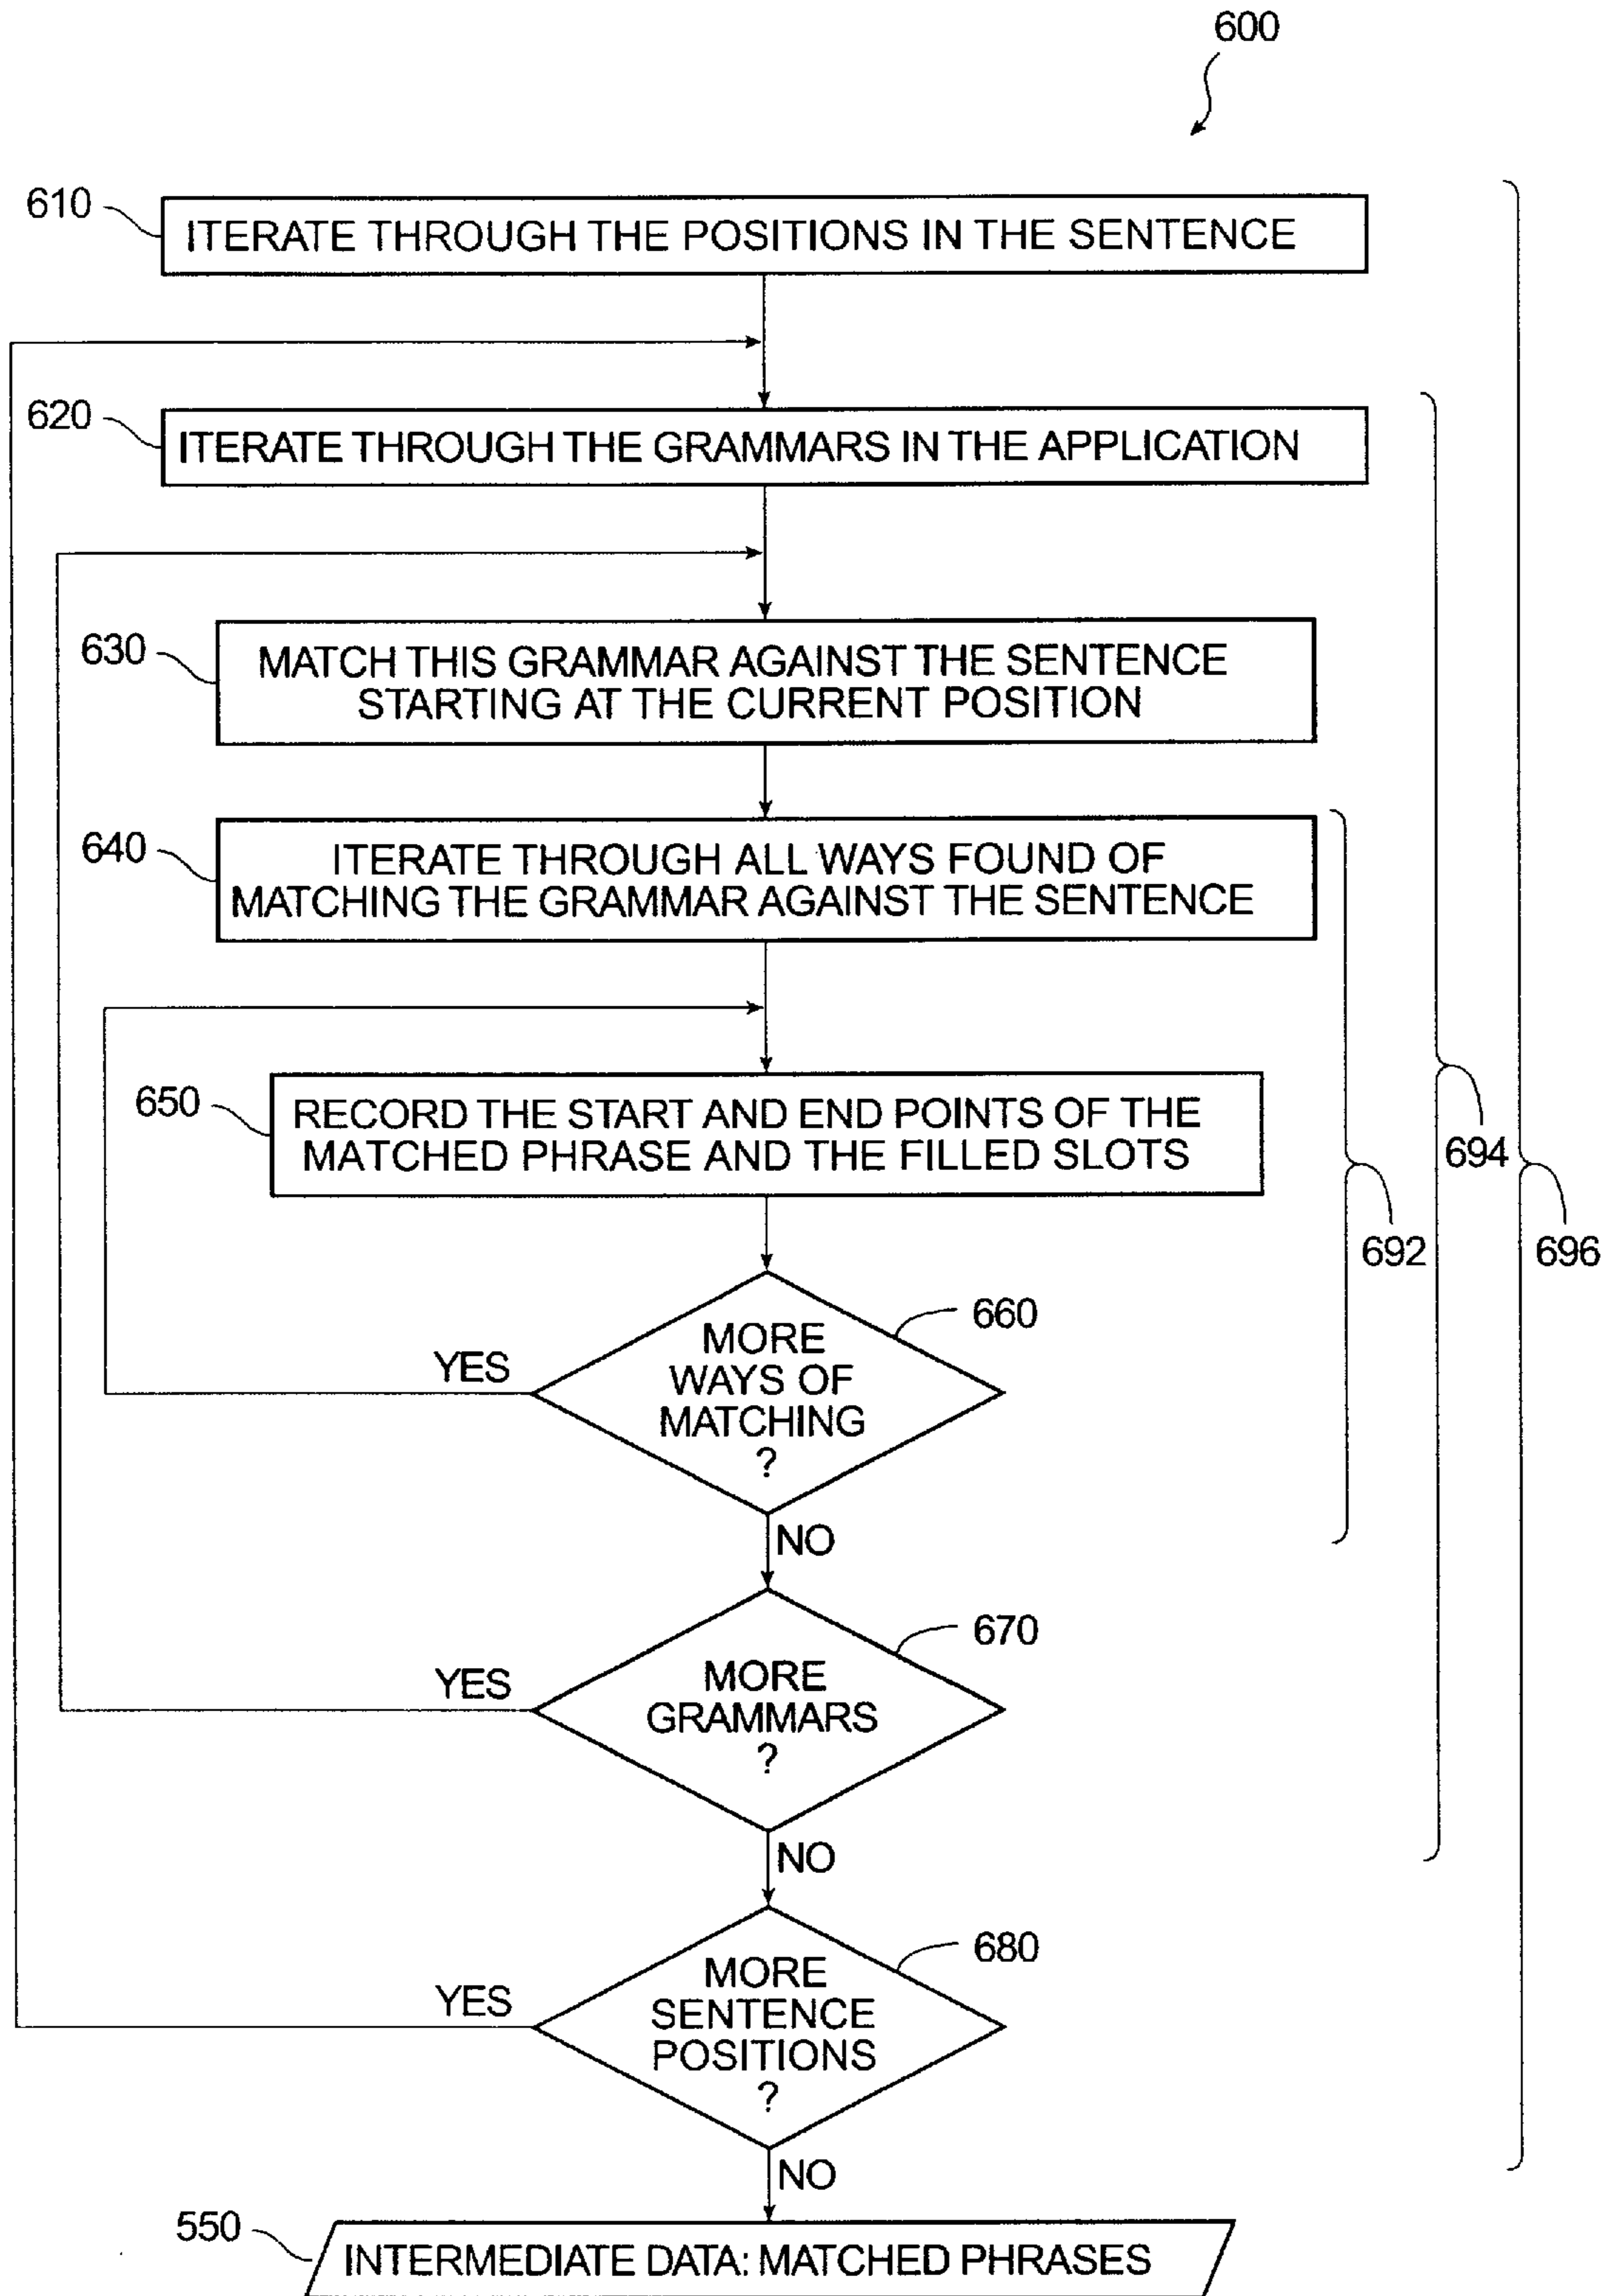 600
610
ITERATE THROUGH THE POSITIONS IN THE SENTENCE
620
ITERATE THROUGH THE GRAMMARS IN THE APPLICATION
630
MATCH THIS GRAMMAR AGAINST THE SENTENCE
STARTING AT THE CURRENT POSITION
640
ITERATE THROUGH ALL WAYS FOUND OF
MATCHING THE GRAMMAR AGAINST THE SENTENCE
650
RECORD THE START AND END POINTS OF THE
MATCHED PHRASE AND THE FILLED SLOTS
694
692
696
660
MORE
WAYS OF
MATCHING
?
YES
NO
670
MORE
GRAMMARS
?
YES
NO
680
MORE
SENTENCE
POSITIONS
?
YES
NO
550
INTERMEDIATE DATA: MATCHED PHRASES